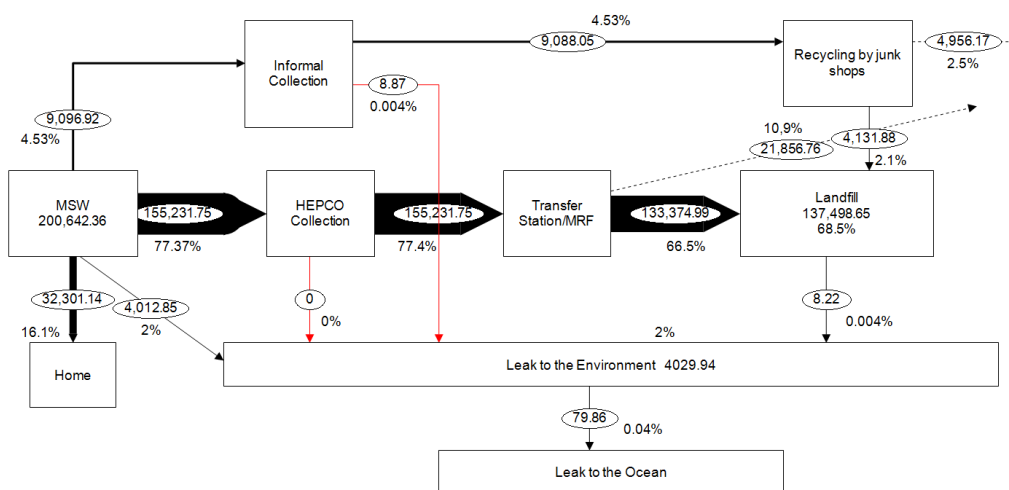 4.53%
9,088.05
4,956.17
Informal
Collection
Recycling by junk
shops
2.5%
8.87
0.004%
9,096.92
4.53%
10,9%
21,856.76
4,131.88
2.1%
MSW
200,642.36
155,231.75
77.37%
HEPCO
Collection
155,231.75
77.4%
Transfer
Station/MRF
133,374.99
66.5%
Landfill
137,498.65
68.5%
32,301.14
16.1%
4,012.85
2%
0
0%
8.22
0.004%
2%
Home
Leak to the Environment 4029.94
79.86
0.04%
Leak to the Ocean